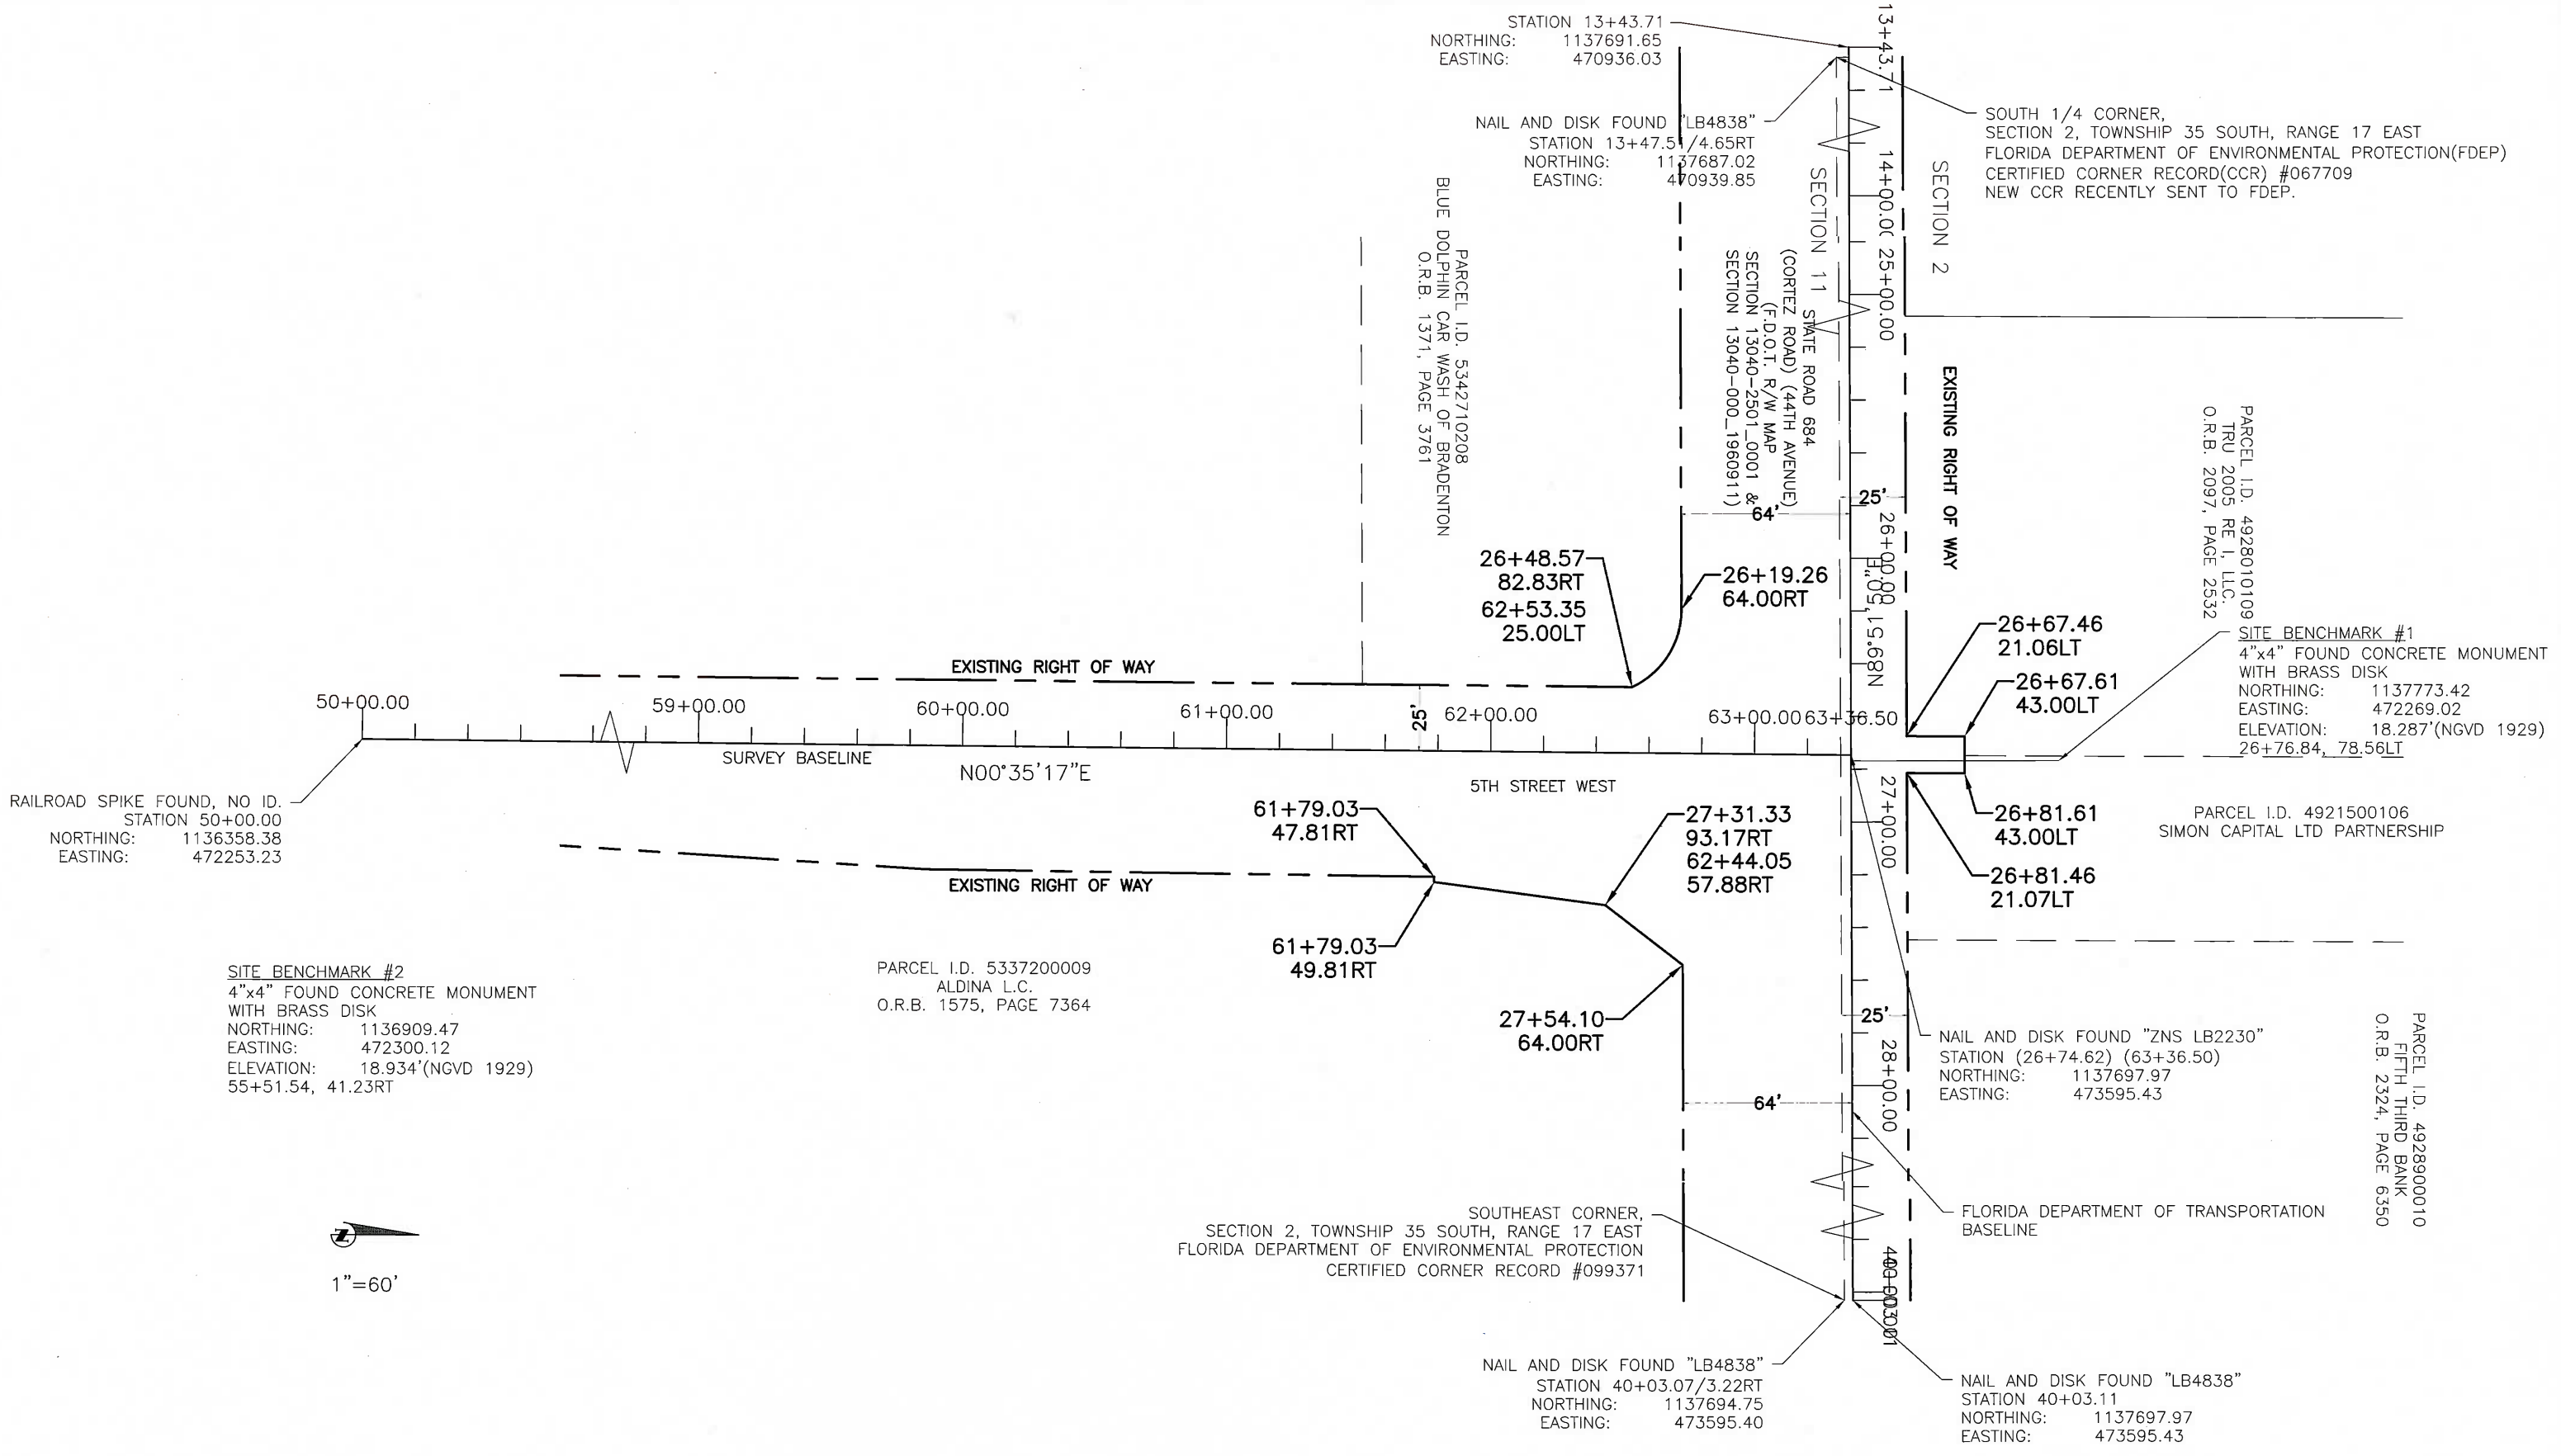 STATION 13+43.71
NORTHING: 1137691.65
EASTING: 470936.03
NAIL AND DISK FOUND "LB4838"
STATION 13+47.51/4.65RT
NORTHING: 1137687.02
EASTING: 470939.85
13+43.71
SOUTH 1/4 CORNER,
SECTION 2, TOWNSHIP 35 SOUTH, RANGE 17 EAST
FLORIDA DEPARTMENT OF ENVIRONMENTAL PROTECTION(FDEP)
CERTIFIED CORNER RECORD(CCR) #067709
NEW CCR RECENTLY SENT TO FDEP.
14+00.00
25+00.00
SECTION 2
SECTION 11
STATE ROAD 684
(CORTEZ ROAD) (44TH AVENUE)
(F.D.O.T. R/W MAP
SECTION 13040-2501_0001 &
SECTION 13040-000_1960911)
PARCEL I.D. 5342710208
BLUE DOLPHIN CAR WASH OF BRADENTON
O.R.B. 1371, PAGE 3761
EXISTING RIGHT OF WAY
PARCEL I.D. 4928010109
TRU 2005 RE I, LLC.
O.R.B. 2097, PAGE 2532
25'
64'
26+00.00
N89°51'50"E
26+48.57
82.83RT
62+53.35
25.00LT
26+19.26
64.00RT
26+67.46
21.06LT
26+67.61
43.00LT
SITE BENCHMARK #1
4"x4" FOUND CONCRETE MONUMENT
WITH BRASS DISK
NORTHING: 1137773.42
EASTING: 472269.02
ELEVATION: 18.287'(NGVD 1929)
26+76.84, 78.56LT
EXISTING RIGHT OF WAY
50+00.00
59+00.00
60+00.00
61+00.00
25'
62+00.00
63+00.00
63+36.50
SURVEY BASELINE
N00°35'17"E
5TH STREET WEST
RAILROAD SPIKE FOUND, NO ID.
STATION 50+00.00
NORTHING: 1136358.38
EASTING: 472253.23
61+79.03
47.81RT
27+31.33
93.17RT
62+44.05
57.88RT
27+00.00
26+81.61
43.00LT
26+81.46
21.07LT
PARCEL I.D. 4921500106
SIMON CAPITAL LTD PARTNERSHIP
EXISTING RIGHT OF WAY
61+79.03
49.81RT
SITE BENCHMARK #2
4"x4" FOUND CONCRETE MONUMENT
WITH BRASS DISK
NORTHING: 1136909.47
EASTING: 472300.12
ELEVATION: 18.934'(NGVD 1929)
55+51.54, 41.23RT
PARCEL I.D. 5337200009
ALDINA L.C.
O.R.B. 1575, PAGE 7364
27+54.10
64.00RT
25'
28+00.00
64'
NAIL AND DISK FOUND "ZNS LB2230"
STATION (26+74.62) (63+36.50)
NORTHING: 1137697.97
EASTING: 473595.43
PARCEL I.D. 4928900010
FIFTH THIRD BANK
O.R.B. 2324, PAGE 6350
FLORIDA DEPARTMENT OF TRANSPORTATION
BASELINE
SOUTHEAST CORNER,
SECTION 2, TOWNSHIP 35 SOUTH, RANGE 17 EAST
FLORIDA DEPARTMENT OF ENVIRONMENTAL PROTECTION
CERTIFIED CORNER RECORD #099371
Z
1"=60'
NAIL AND DISK FOUND "LB4838"
STATION 40+03.07/3.22RT
NORTHING: 1137694.75
EASTING: 473595.40
NAIL AND DISK FOUND "LB4838"
STATION 40+03.11
NORTHING: 1137697.97
EASTING: 473595.43